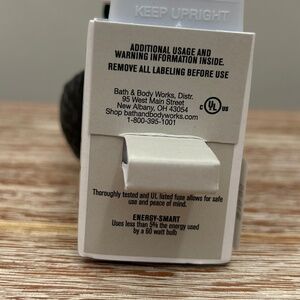 KEEP UPRIGHT
ADDITIONAL USAGE AND
WARNING INFORMATION INSIDE.
REMOVE ALL LABELING BEFORE USE
Bath & Body Works, Distr.
95 West Main Street
New Albany, OH 43054
Shop bathandbodyworks.com
1-800-395-1001
C UL US
Thoroughly tested and UL listed fuse allows for safe
use and peace of mind.
ENERGY-SMART
Uses less than 5% the energy used
by a 60 watt bulb